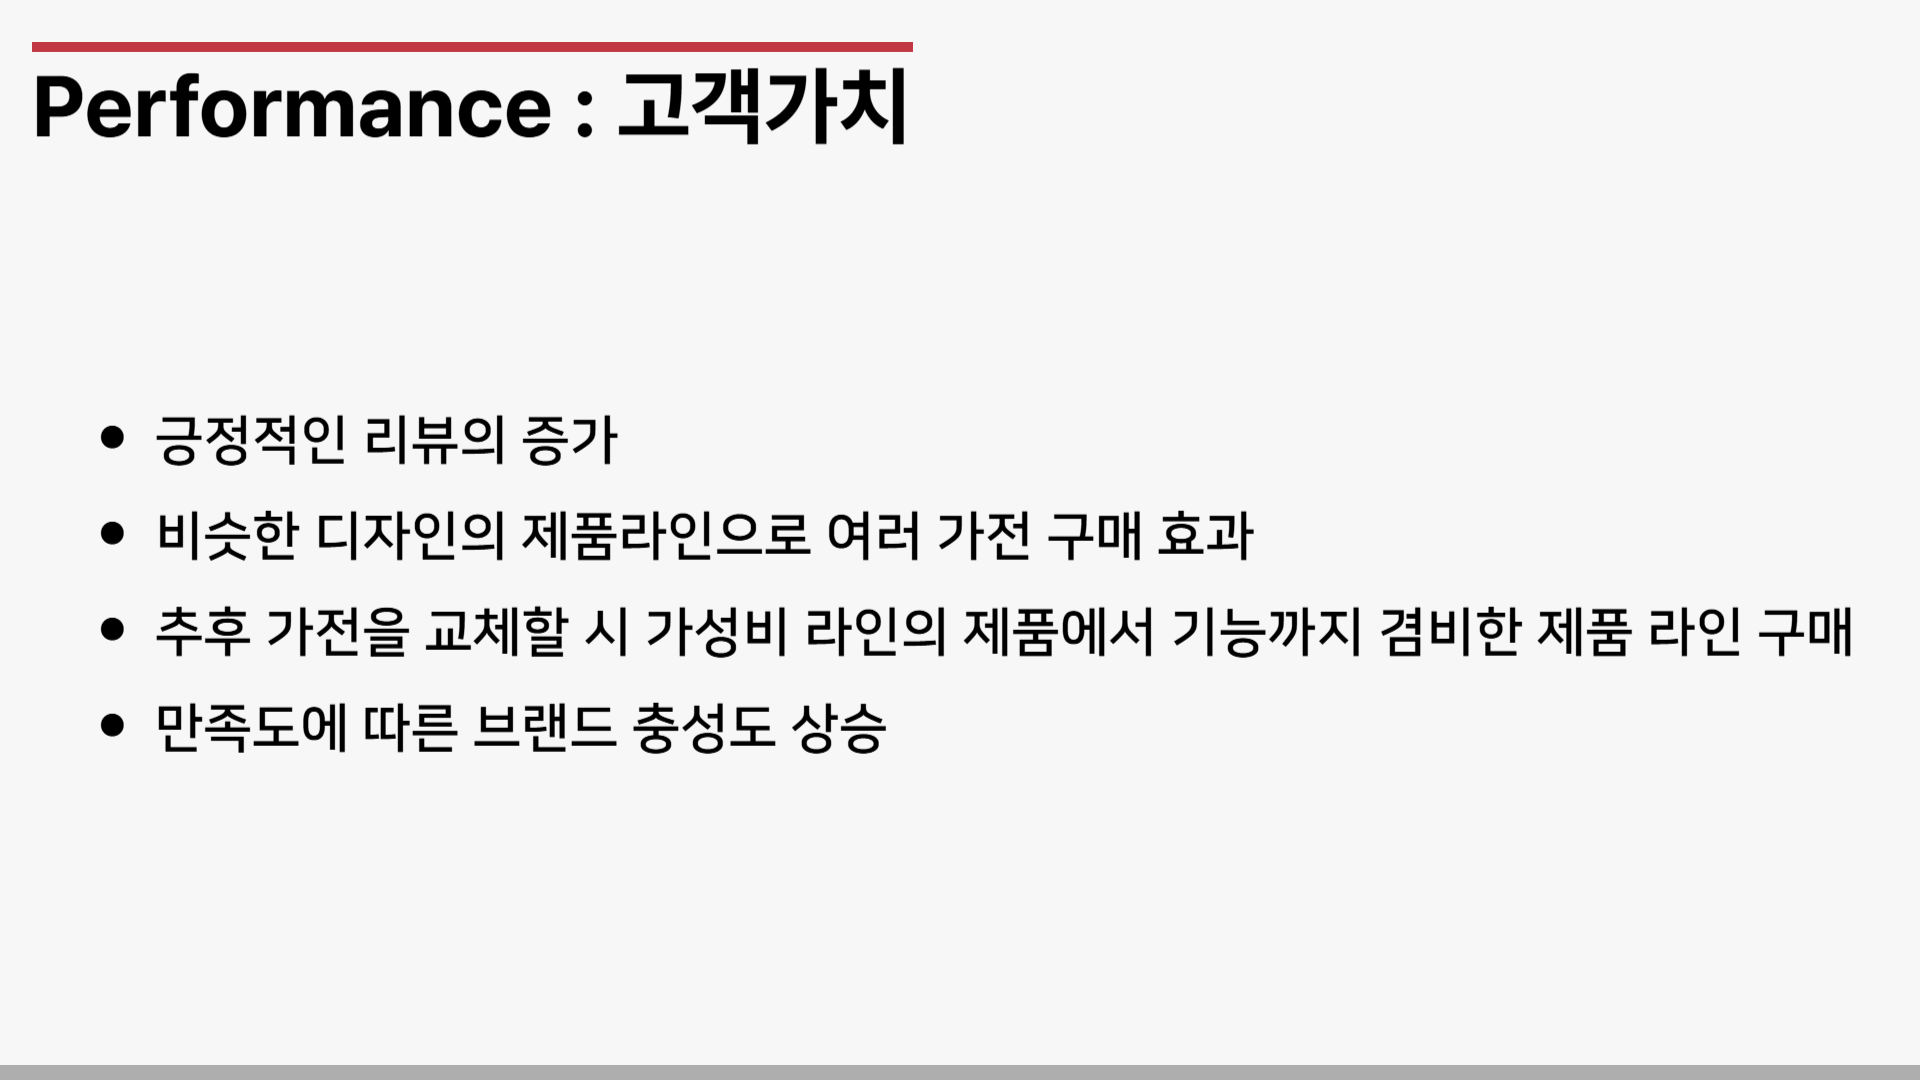 Performance : 고객가치
● 긍정적인 리뷰의 증가
● 비슷한 디자인의 제품라인으로 여러 가전 구매 효과
● 추후 가전을 교체할 시 가성비 라인의 제품에서 기능까지 겸비한 제품 라인 구매
● 만족도에 따른 브랜드 충성도 상승